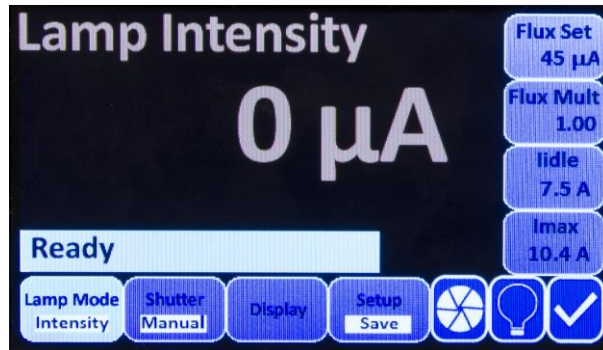 Lamp Intensity
0 µA
Flux Set
45 µA
Flux Mult
1.00
Iidle
7.5 A
Imax
10.4 A
Ready
Lamp Mode
Intensity
Shutter
Manual
Display
Setup
Save